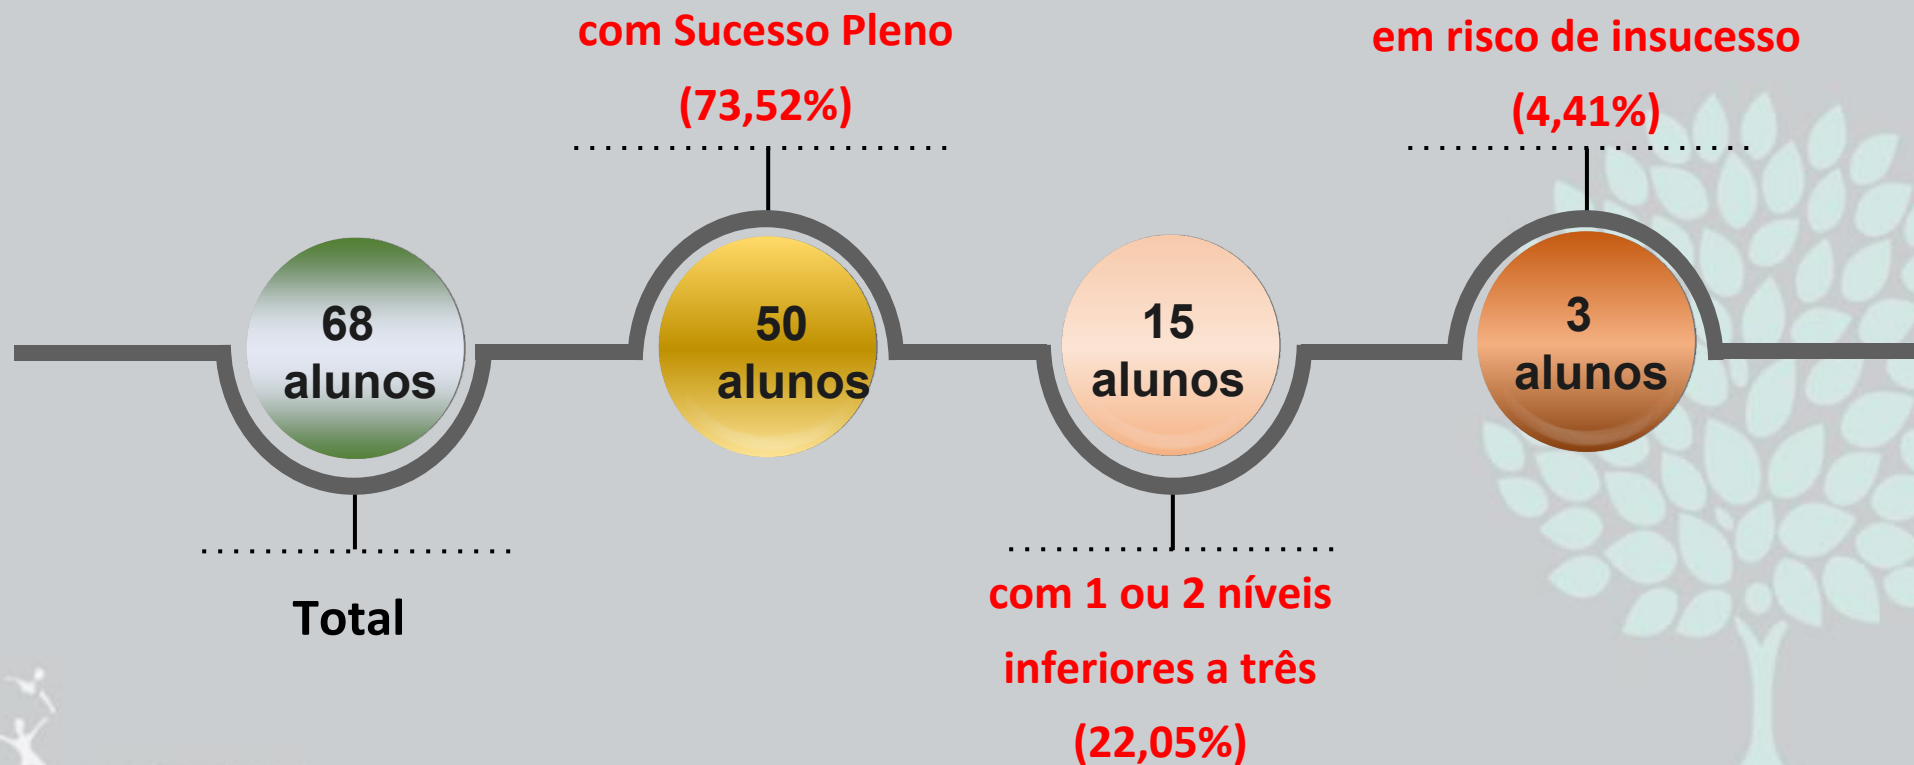 com Sucesso Pleno
(73,52%)
em risco de insucesso
(4,41%)
68
alunos
50
alunos
15
alunos
3
alunos
Total
com 1 ou 2 níveis
inferiores a três
(22,05%)